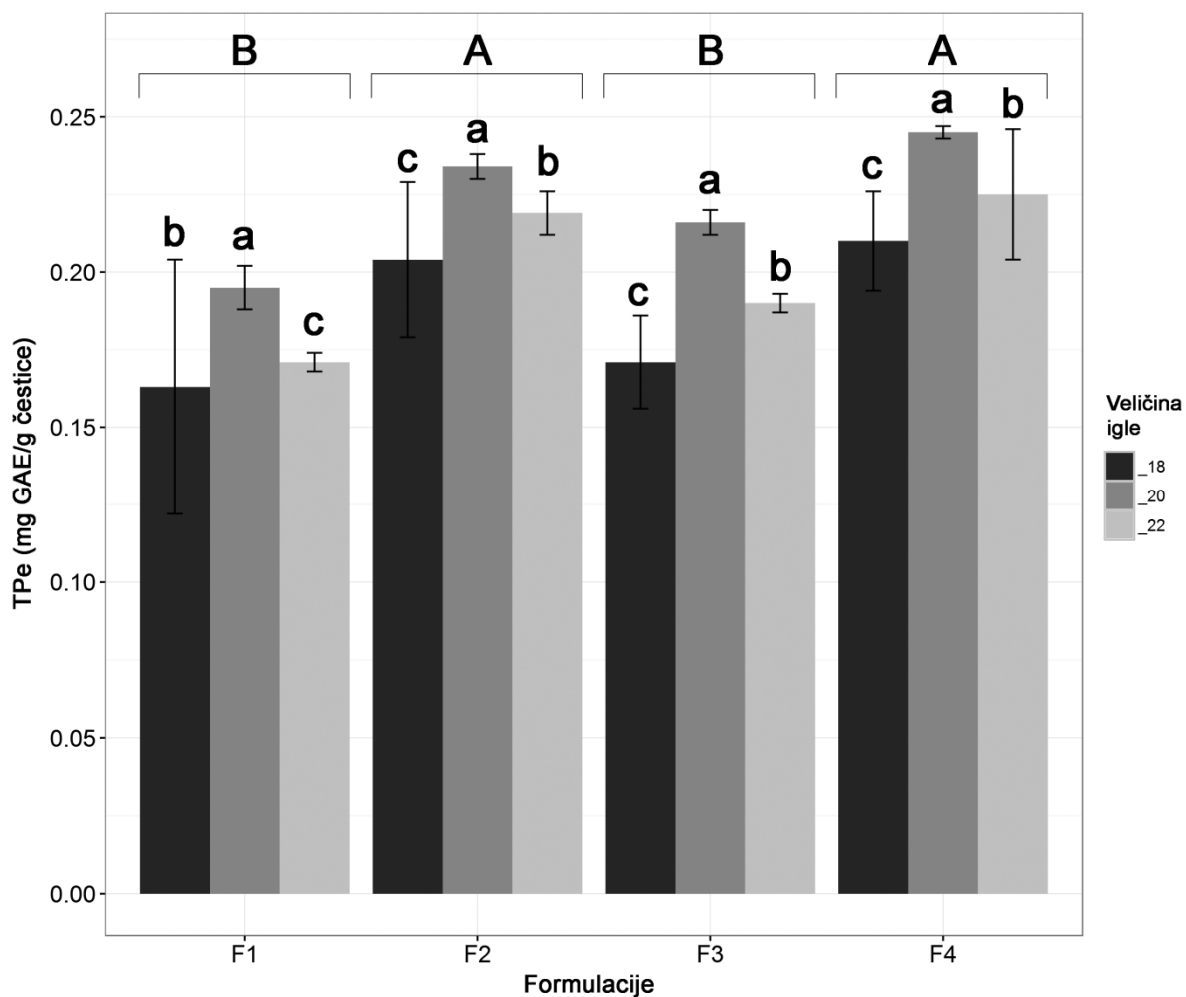 B A B A
b a c c a b c a b c a b
TPe (mg GAE/g čestice)
0.25
0.20
0.15
0.10
0.05
0.00
F1 F2 F3 F4
Formulacije
Veličina
igle
_18
_20
_22